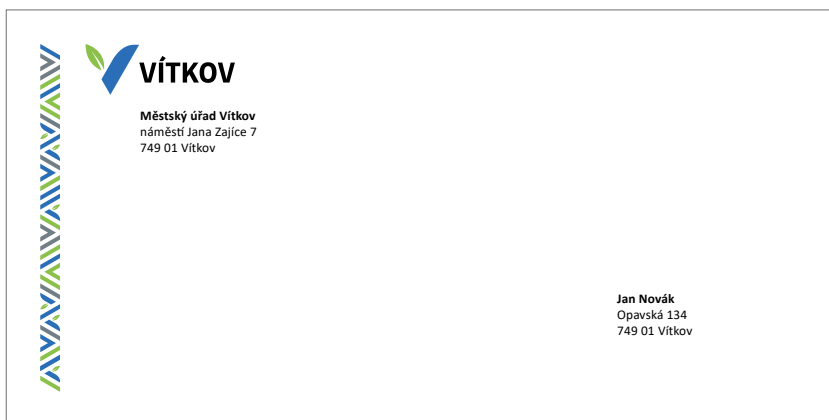 VÍTKOV
Městský úřad Vítkov
náměstí Jana Zajíce 7
749 01 Vítkov
Jan Novák
Opavská 134
749 01 Vítkov